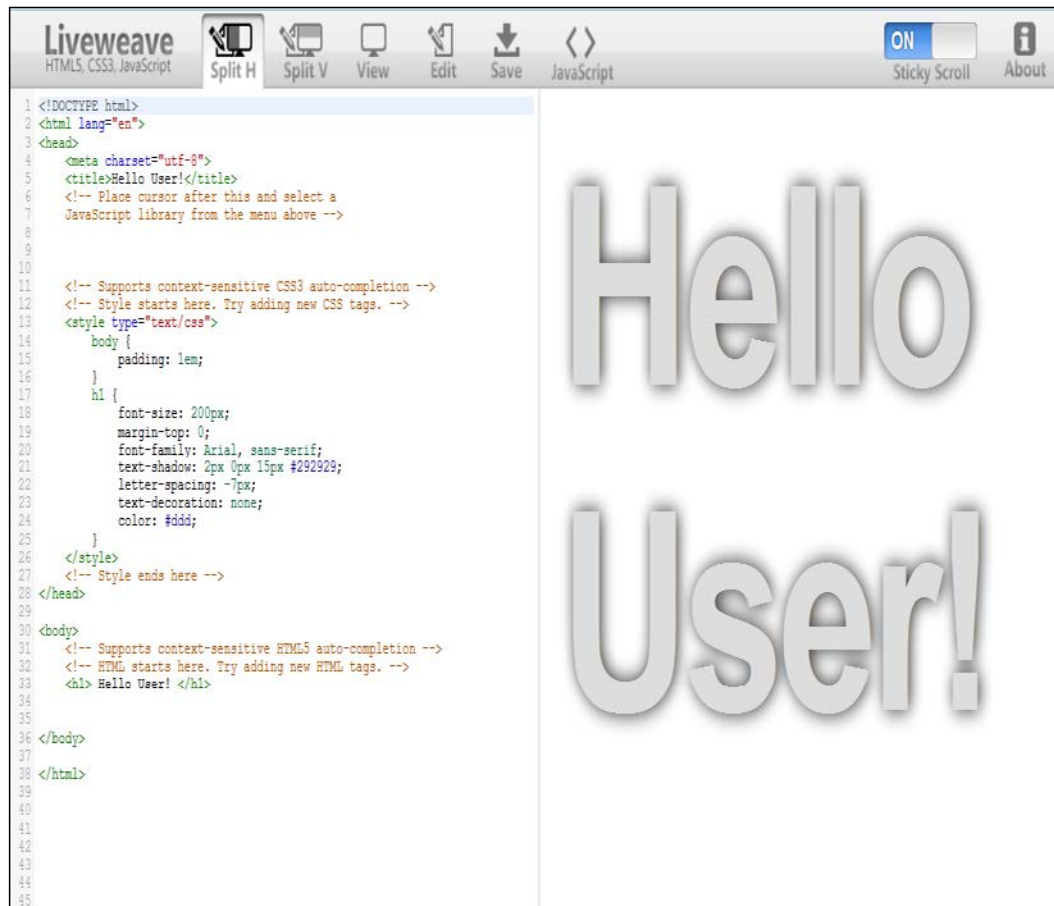 Liveweave
HTML5, CSS3, JavaScript
Split H
Split V
View
Edit
Save
JavaScript
ON
Sticky Scroll
About
1 <!DOCTYPE html>
2 <html lang="en">
3 <head>
4 <meta charset="utf-8">
5 <title>Hello User!</title>
6 <!-- Place cursor after this and select a
7 JavaScript library from the menu above -->
8
9
10
11 <!-- Supports context-sensitive CSS3 auto-completion -->
12 <!-- Style starts here. Try adding new CSS tags. -->
13 <style type="text/css">
14 body {
15 padding: 1em;
16 }
17 h1 {
18 font-size: 200px;
19 margin-top: 0;
20 font-family: Arial, sans-serif;
21 text-shadow: 2px 0px 15px #292929;
22 letter-spacing: -7px;
23 text-decoration: none;
24 color: #ddd;
25 }
26 </style>
27 <!-- Style ends here -->
28 </head>
29
30 <body>
31 <!-- Supports context-sensitive HTML5 auto-completion -->
32 <!-- HTML starts here. Try adding new HTML tags. -->
33 <h1> Hello User! </h1>
34
35
36 </body>
37
38 </html>
39
40
41
42
43
44
45
Hello
User!